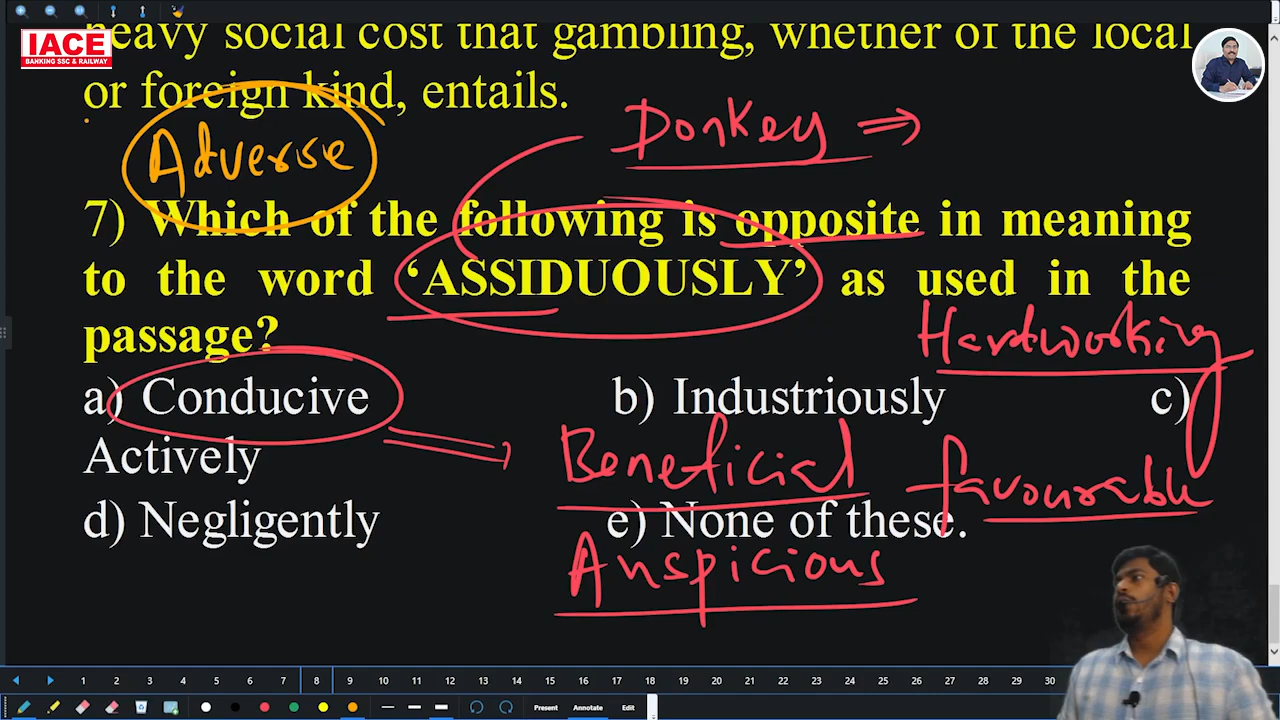 heavy social cost that gambling, whether of the local
IACE
BANKING SSC & RAILWAY
or foreign kind, entails.
Donkey ⇒
Adverse
7) Which of the following is opposite in meaning
to the word ‘ASSIDUOUSLY’ as used in the
passage?
Hardworking
a) Conducive b) Industriously c)
Actively
Beneficial favourable
d) Negligently e) None of these.
Auspicious
1 2 3 4 5 6 7 8 9 10 11 12 13 14 15 16 17 18 19 20 21 22 23 24 25 26 27 28 29 30
Present Annotate Edit